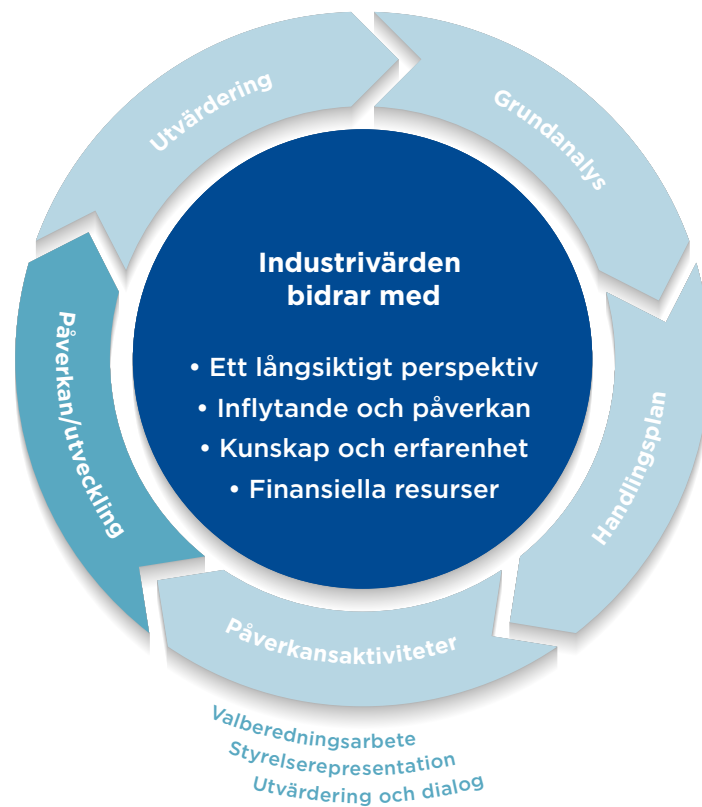 Utvärdering
Grundanalys
Industrivärden
bidrar med
• Ett långsiktigt perspektiv
• Inflytande och påverkan
• Kunskap och erfarenhet
• Finansiella resurser
Påverkan/utveckling
Handlingsplan
Påverkansaktiviteter
Valberedningsarbete
Styrelserepresentation
Utvärdering och dialog